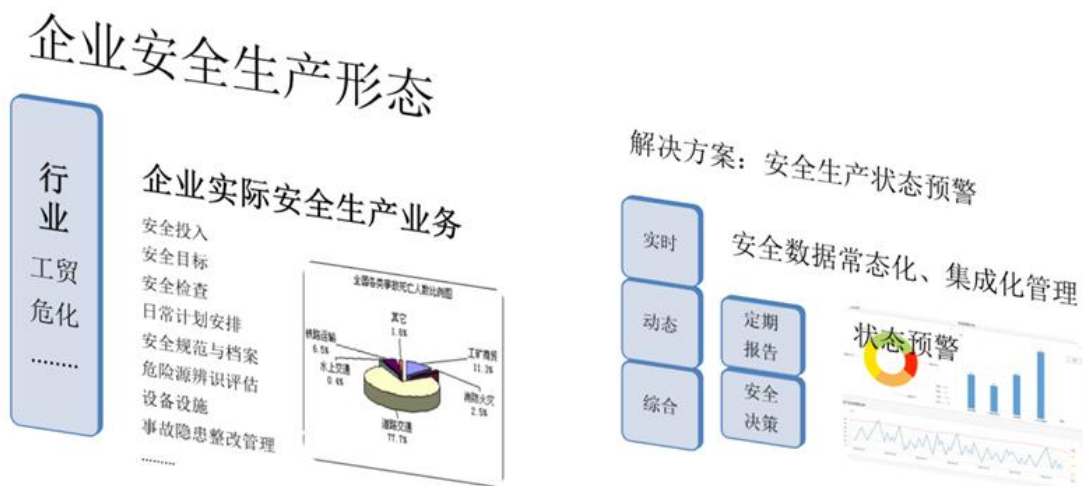 企业安全生产形态
行
业
工贸
危化
........
企业实际安全生产业务
安全投入
安全目标
安全检查
日常计划安排
安全规范与档案
危险源辨识评估
设备设施
事故隐患整改管理
.........
全国各类事故死亡人数比例图
其它
1.6%
铁路运输
6.5%
水上交通
0.4%
工矿商贸
11.3%
消防火灾
2.5%
道路交通
77.7%
解决方案：安全生产状态预警
实时
动态
综合
安全数据常态化、集成化管理
定期
报告
安全
决策
状态预警